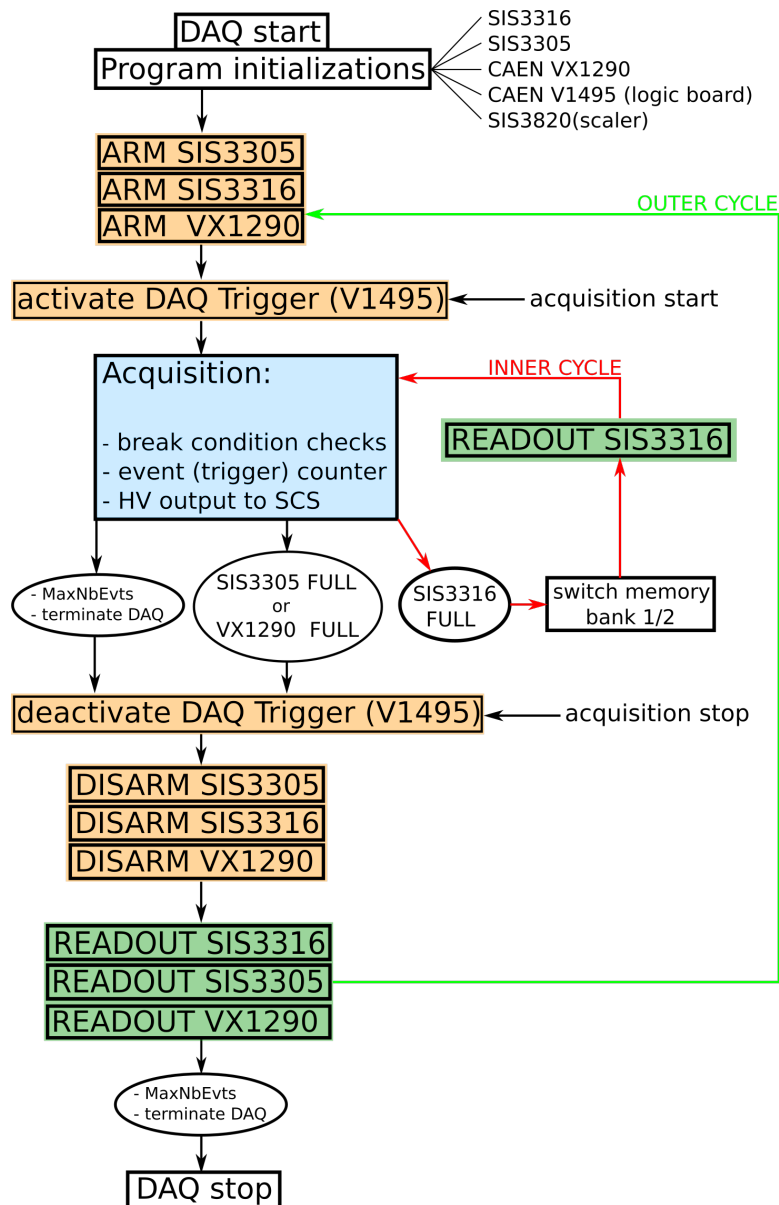 DAQ start
Program initializations
SIS3316
SIS3305
CAEN VX1290
CAEN V1495 (logic board)
SIS3820(scaler)
ARM SIS3305
ARM SIS3316
ARM VX1290
OUTER CYCLE
activate DAQ Trigger (V1495)
acquisition start
Acquisition:
- break condition checks
- event (trigger) counter
- HV output to SCS
INNER CYCLE
READOUT SIS3316
- MaxNbEvts
- terminate DAQ
SIS3305 FULL
or
VX1290 FULL
SIS3316
FULL
switch memory
bank 1/2
deactivate DAQ Trigger (V1495)
acquisition stop
DISARM SIS3305
DISARM SIS3316
DISARM VX1290
READOUT SIS3316
READOUT SIS3305
READOUT VX1290
- MaxNbEvts
- terminate DAQ
DAQ stop